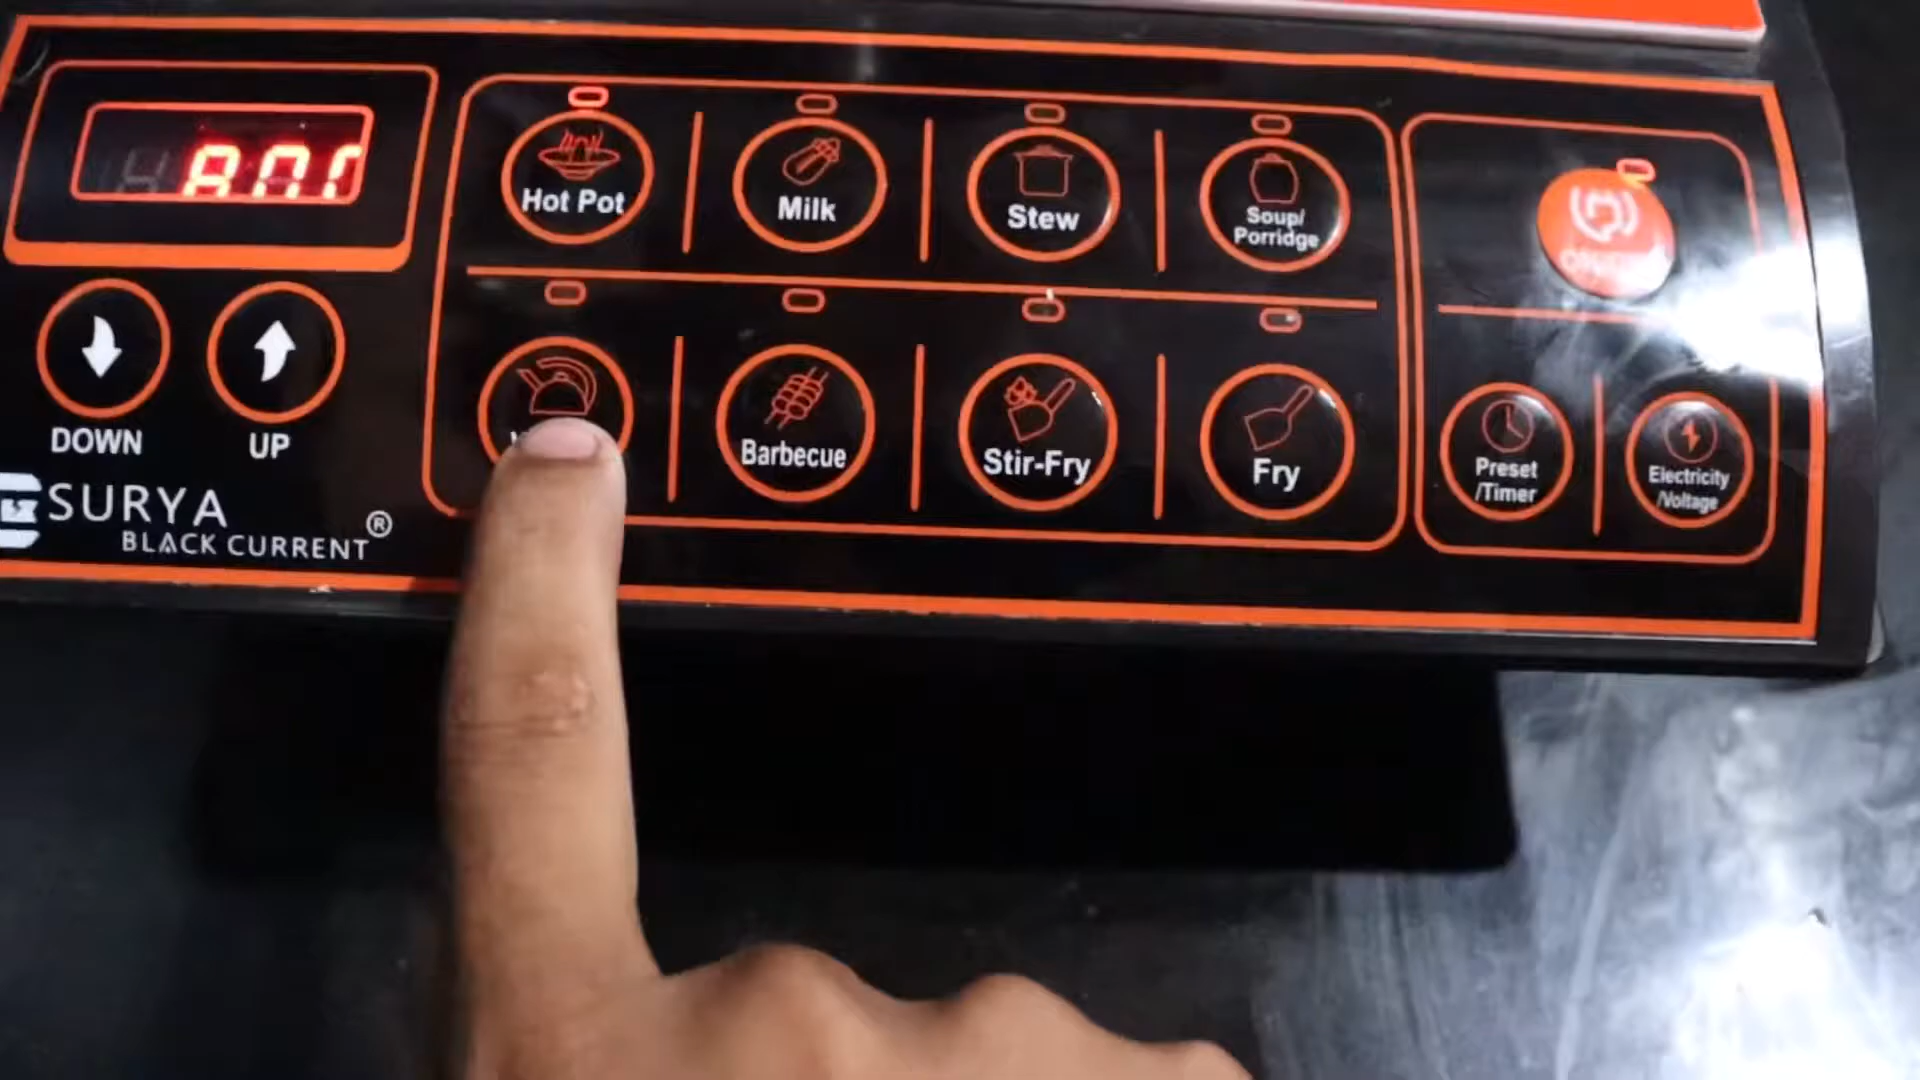 Hot Pot
Milk
Stew
Soup/
Porridge
DOWN
UP
Barbecue
Stir-Fry
Fry
Preset
/Timer
Electricity
/Voltage
SURYA
BLACK CURRENT®